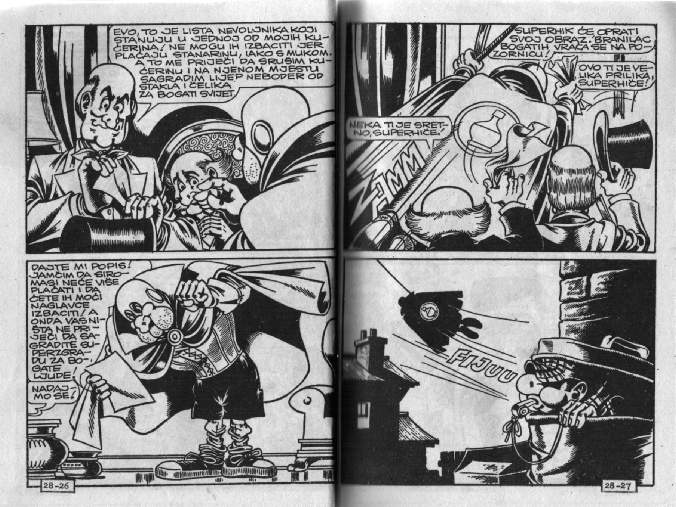 EVO, TO JE LISTA NEVOLJNIKA KOJI
STANUJU U JEDNOJ OD MOJIH KU-
ĆERINA! NE MOGU IH IZBACITI JER
PLAĆAJU STANARINU, IAKO S MUKOM.
A TO ME PRIJEČI DA SRUŠIM KU-
ĆERINU I NA NJENOM MJESTU
SAGRADIM LIJEP NEBODER OD
STAKLA I ČELIKA
ZA BOGATI SVIJET
DAJTE MI POPIS!
JAMČIM DA SIRO-
MASI NEĆE VIŠE
PLAĆATI I DA
ĆETE IH MOĆI
NAGLAVCE
IZBACITI! A
ONDA VAS NI-
ŠTA NE PRI-
JEČI DA SA-
GRADITE SU-
PERZGRA-
DU ZA BO-
GATE
LJUDE!
NADAJ-
MO SE!
28-26
SUPERHIK ĆE OPRATI
SVOJ OBRAZ. BRANILAC
BOGATIH VRAĆA SE NA PO-
ZORNICU!
OVO TI JE VE-
LIKA PRILIKA,
SUPERHIČE!
NEKA TI JE SRET-
NO, SUPERHIČE!
ZMMM
FIJUU
28-27